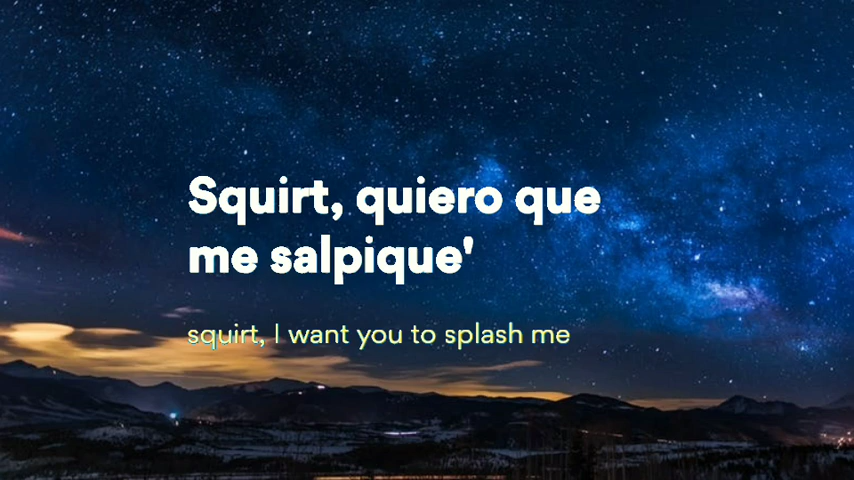 Squirt, quiero que
me salpique'
squirt, I want you to splash me